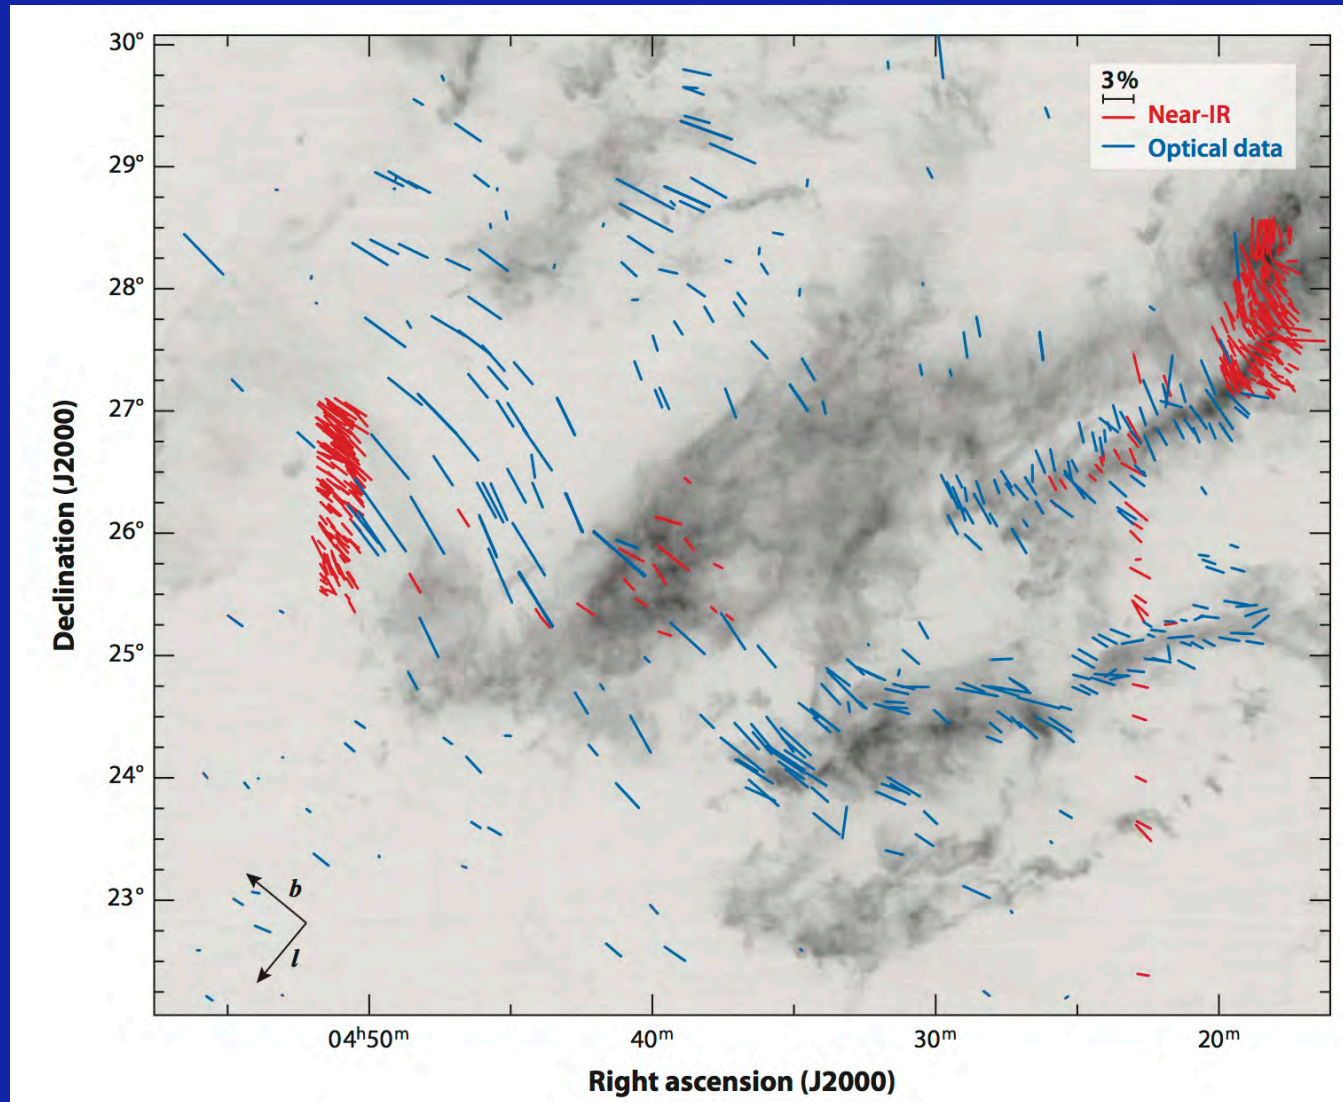 30°
29°
28°
27°
26°
25°
24°
23°
Declination (J2000)
3%
Near-IR
Optical data
b
l
04ʰ50ᵐ
40ᵐ
30ᵐ
20ᵐ
Right ascension (J2000)